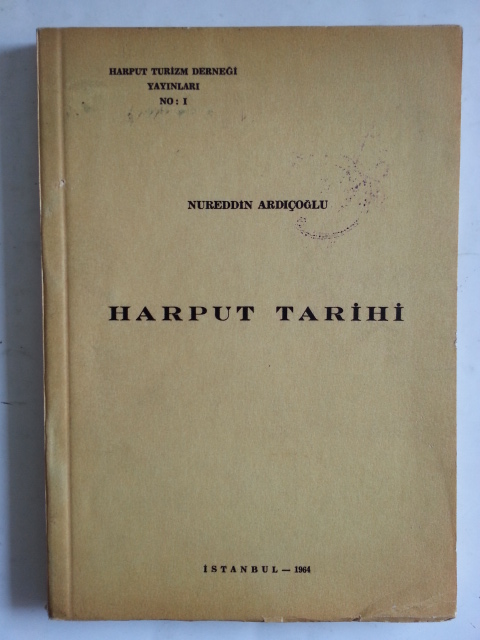 HARPUT TURİZM DERNEĞİ
YAYINLARI
NO: I
NUREDDİN ARDIÇOĞLU
HARPUT TARİHİ
İSTANBUL — 1964